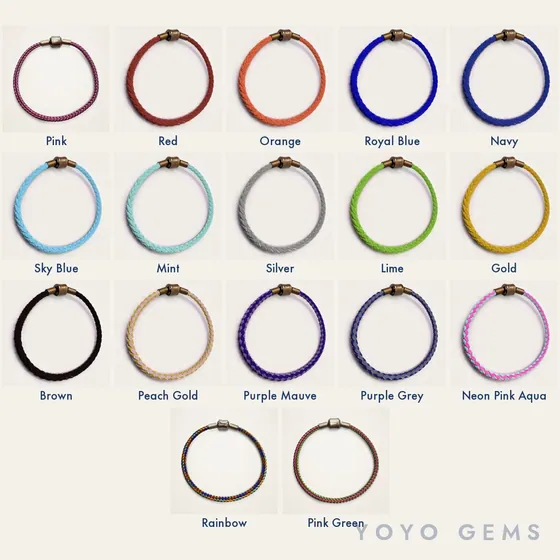 Pink
Red
Orange
Royal Blue
Navy
Sky Blue
Mint
Silver
Lime
Gold
Brown
Peach Gold
Purple Mauve
Purple Grey
Neon Pink Aqua
Rainbow
Pink Green
YOYO GEMS